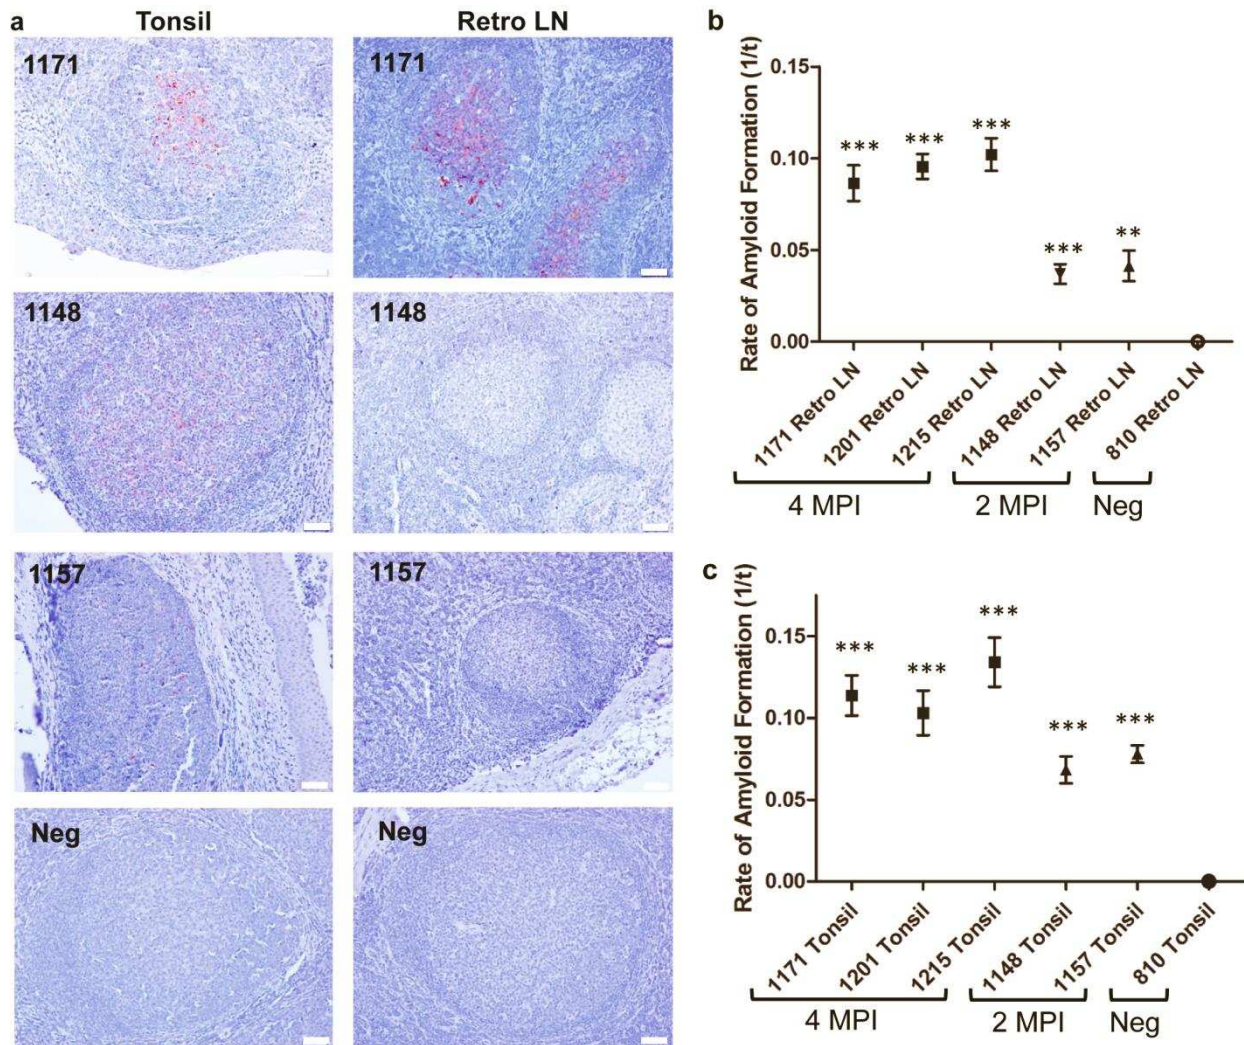 a
Tonsil
Retro LN
1171
1171
1148
1148
1157
1157
Neg
Neg
b
Rate of Amyloid Formation (1/t)
0.15
0.10
0.05
0.00
***
***
***
***
**
1171 Retro LN
1201 Retro LN
1215 Retro LN
1148 Retro LN
1157 Retro LN
810 Retro LN
4 MPI
2 MPI
Neg
c
Rate of Amyloid Formation (1/t)
0.15
0.10
0.05
0.00
***
***
***
***
***
1171 Tonsil
1201 Tonsil
1215 Tonsil
1148 Tonsil
1157 Tonsil
810 Tonsil
4 MPI
2 MPI
Neg